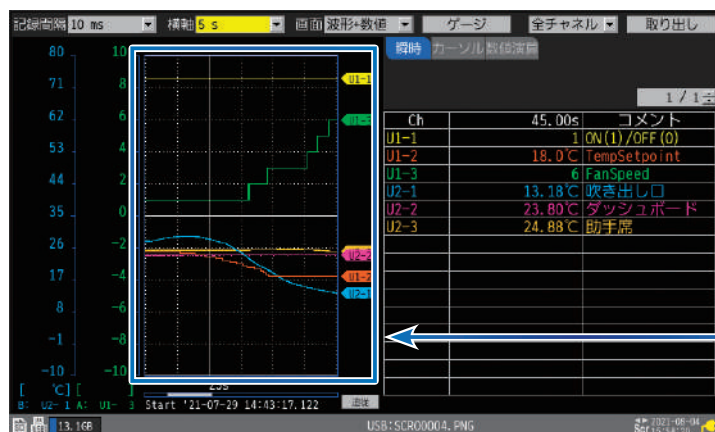 記録間隔 10 ms 横軸 5 s 画面 波形+数値 ゲージ 全チャネル 取り出し
瞬時 カーソル 数値演算
1 / 1
Ch 45.00s コメント
U1-1 1 ON(1)/OFF(0)
U1-2 18.0℃ TempSetpoint
U1-3 6 FanSpeed
U2-1 13.18℃ 吹き出し口
U2-2 23.80℃ ダッシュボード
U2-3 24.88℃ 助手席
80 10
71 8
62 6
53 4
44 2
35 0
26 -2
17 -4
8 -6
-1 -8
-10 -10
U1-1
U1-3
U2-2
U1-2
U2-1
[ ℃] [ ]
B: U2- 1 A: U1- 3
25s
Start '21-07-29 14:43:17.122
13.1GB USB:SCR00004.PNG